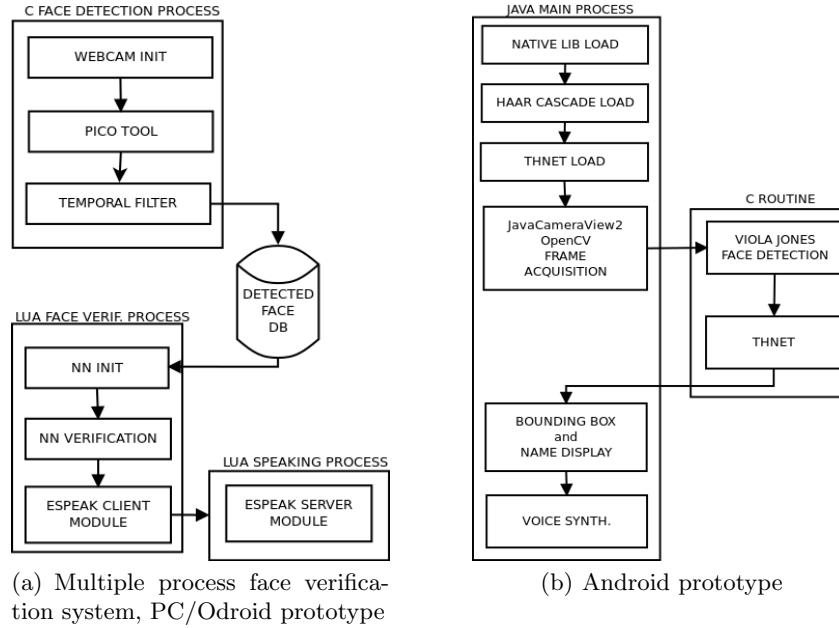 C FACE DETECTION PROCESS
WEBCAM INIT
PICO TOOL
TEMPORAL FILTER
DETECTED
FACE
DB
LUA FACE VERIF. PROCESS
NN INIT
NN VERIFICATION
ESPEAK CLIENT
MODULE
LUA SPEAKING PROCESS
ESPEAK SERVER
MODULE
(a) Multiple process face verifica-
tion system, PC/Odroid prototype
JAVA MAIN PROCESS
NATIVE LIB LOAD
HAAR CASCADE LOAD
THNET LOAD
JavaCameraView2
OpenCV
FRAME
ACQUISITION
C ROUTINE
VIOLA JONES
FACE DETECTION
THNET
BOUNDING BOX
and
NAME DISPLAY
VOICE SYNTH.
(b) Android prototype